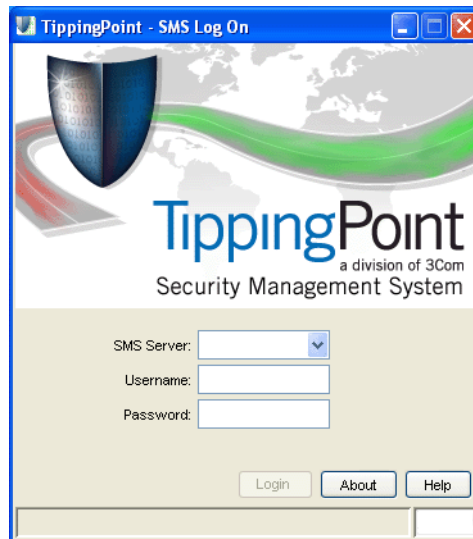 TippingPoint - SMS Log On
TippingPoint
a division of 3Com
Security Management System
SMS Server:
Username:
Password:
Login About Help